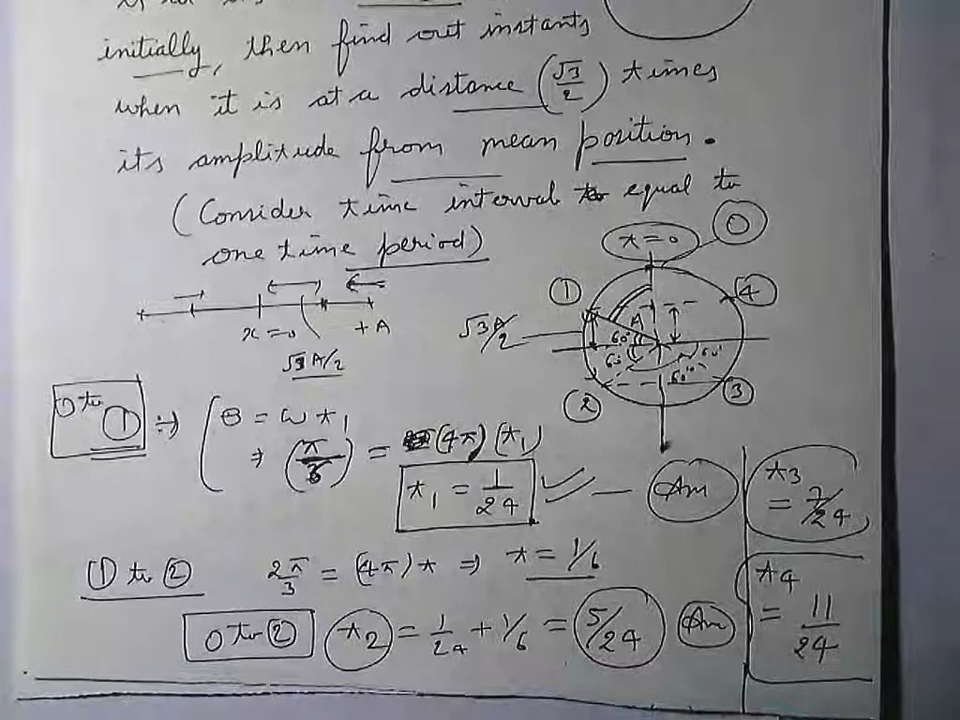 initially, then find out instants
when it is at a distance (√3/2) times
its amplitude from mean position.
(Consider time interval equal to
one time period)
x=0
+A
√3A/2
t=0
0
1
2
3
4
A
60°
60°
60°
60°
√3A/2
0 to 1 ⇒ θ = ωt₁
⇒ (π/6) = (4π)(t₁)
t₁ = 1/24 Ans
1 to 2 2π/3 = (4π)t ⇒ t = 1/6
0 to 2 t₂ = 1/24 + 1/6 = 5/24 Ans
t₃ = 7/24
t₄ = 11/24